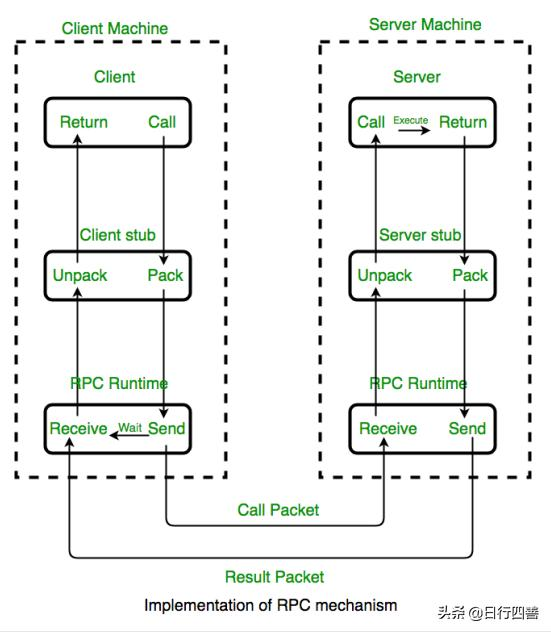 Client Machine
Server Machine
Client
Server
Return Call
Call Execute Return
Client stub
Server stub
Unpack Pack
Unpack Pack
RPC Runtime
RPC Runtime
Receive Wait Send
Receive Send
Call Packet
Result Packet
Implementation of RPC mechanism
头条 @日行四善